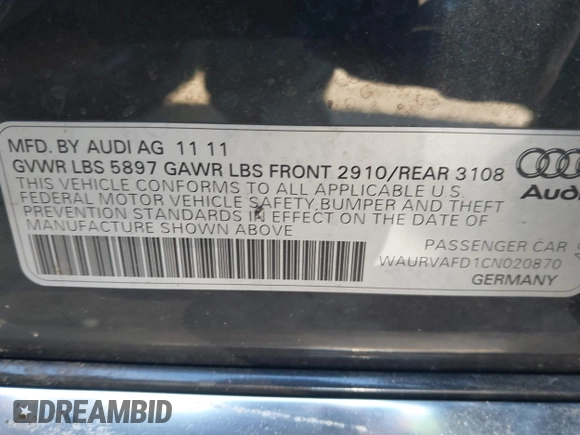 MFD. BY AUDI AG 11 11
GVWR LBS 5897 GAWR LBS FRONT 2910/REAR 3108
THIS VEHICLE CONFORMS TO ALL APPLICABLE U.S.
FEDERAL MOTOR VEHICLE SAFETY, BUMPER AND THEFT
PREVENTION STANDARDS IN EFFECT ON THE DATE OF
MANUFACTURE SHOWN ABOVE
Audi
PASSENGER CAR
WAURVAFD1CN020870
GERMANY
DREAMBID